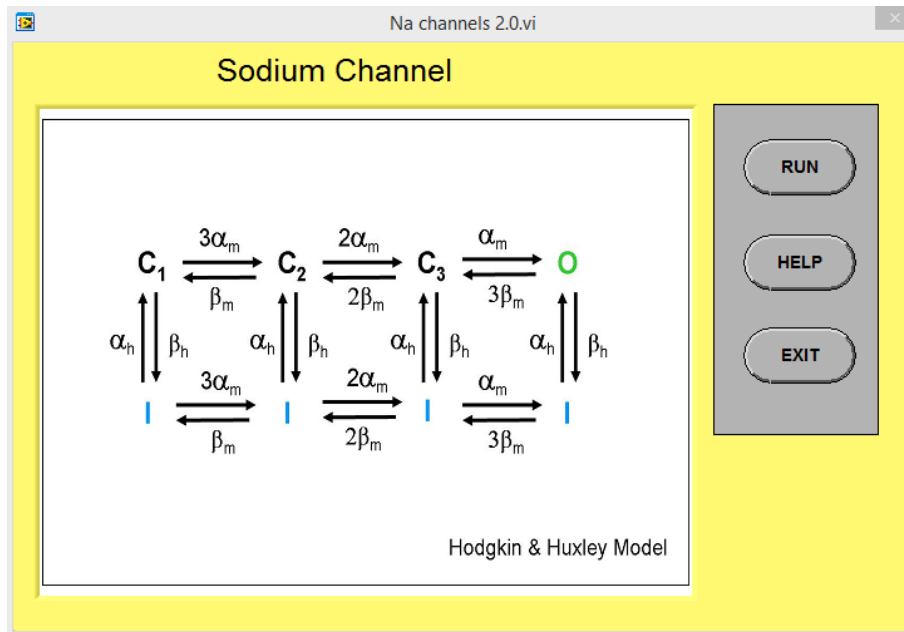 Na channels 2.0.vi
Sodium Channel
3αₘ 2αₘ αₘ
C₁ C₂ C₃ O
βₘ 2βₘ 3βₘ
αₕ βₕ αₕ βₕ αₕ βₕ αₕ βₕ
3αₘ 2αₘ αₘ
I I I I
βₘ 2βₘ 3βₘ
Hodgkin & Huxley Model
RUN
HELP
EXIT